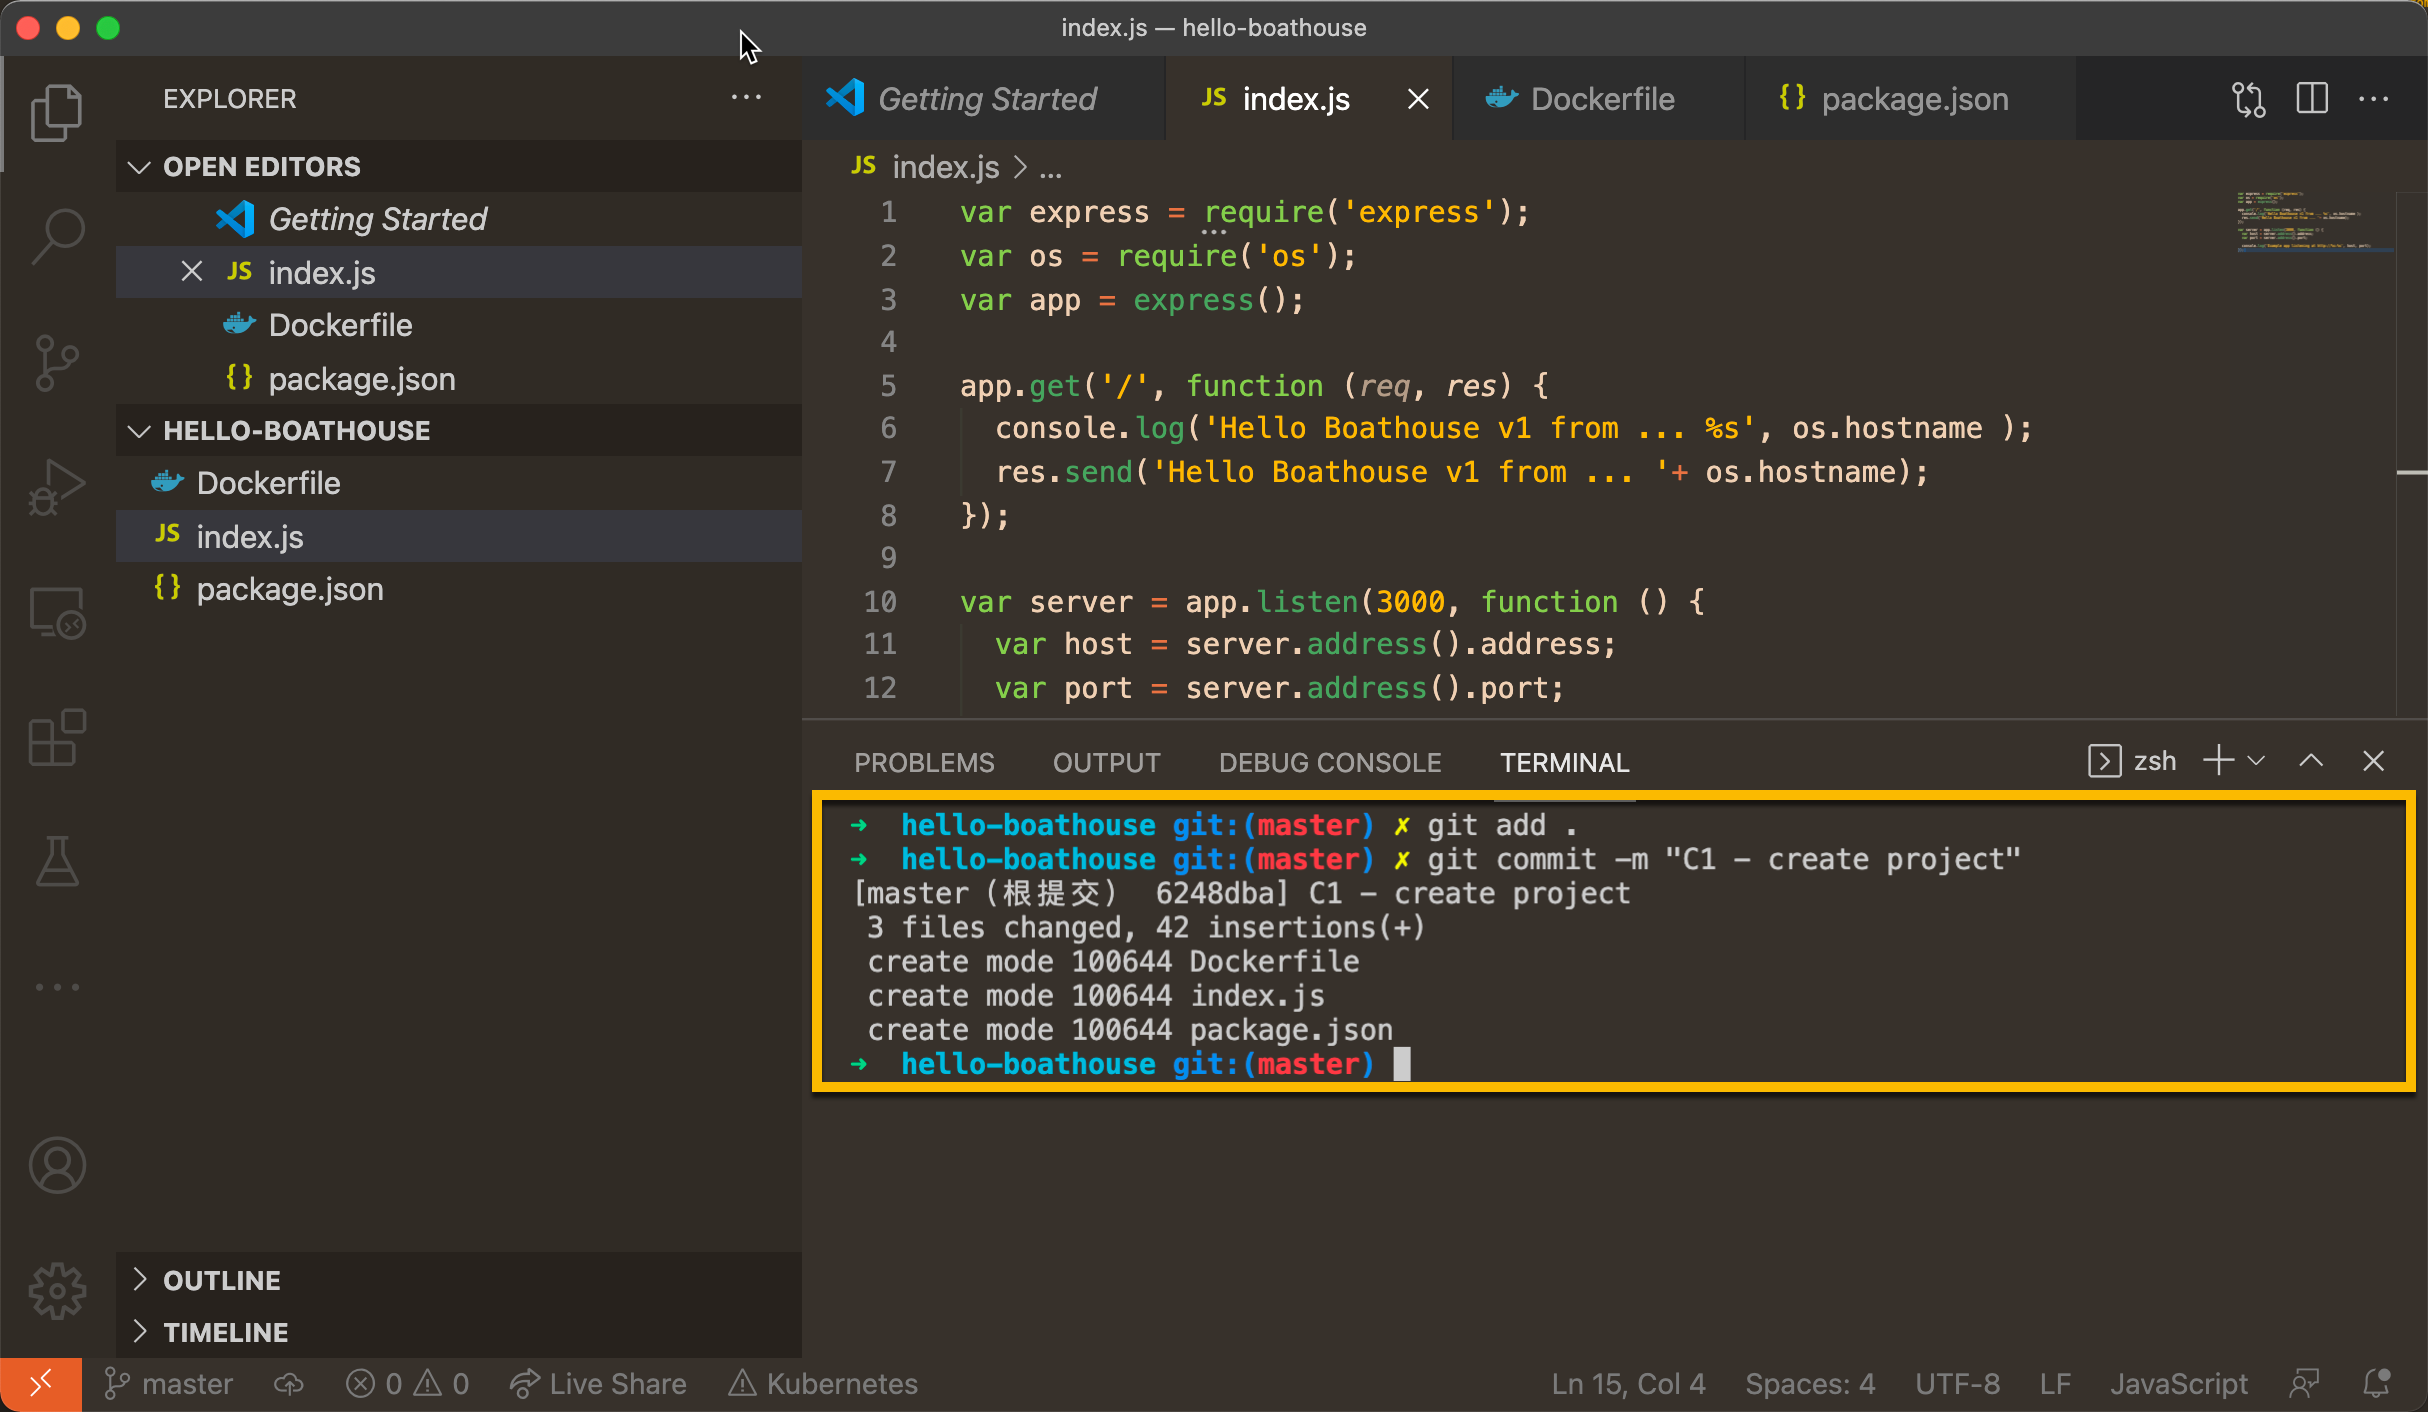 index.js — hello-boathouse
EXPLORER
OPEN EDITORS
Getting Started
index.js
Dockerfile
package.json
HELLO-BOATHOUSE
Dockerfile
index.js
package.json
OUTLINE
TIMELINE
Getting Started
index.js
Dockerfile
package.json
index.js > ...
1 var express = require('express');
2 var os = require('os');
3 var app = express();
4
5 app.get('/', function (req, res) {
6 console.log('Hello Boathouse v1 from ... %s', os.hostname );
7 res.send('Hello Boathouse v1 from ... '+ os.hostname);
8 });
9
10 var server = app.listen(3000, function () {
11 var host = server.address().address;
12 var port = server.address().port;
PROBLEMS OUTPUT DEBUG CONSOLE TERMINAL zsh
➜ hello-boathouse git:(master) ✗ git add .
➜ hello-boathouse git:(master) ✗ git commit -m "C1 - create project"
[master（根提交） 6248dba] C1 - create project
3 files changed, 42 insertions(+)
create mode 100644 Dockerfile
create mode 100644 index.js
create mode 100644 package.json
➜ hello-boathouse git:(master)
master 0 0 Live Share Kubernetes Ln 15, Col 4 Spaces: 4 UTF-8 LF JavaScript